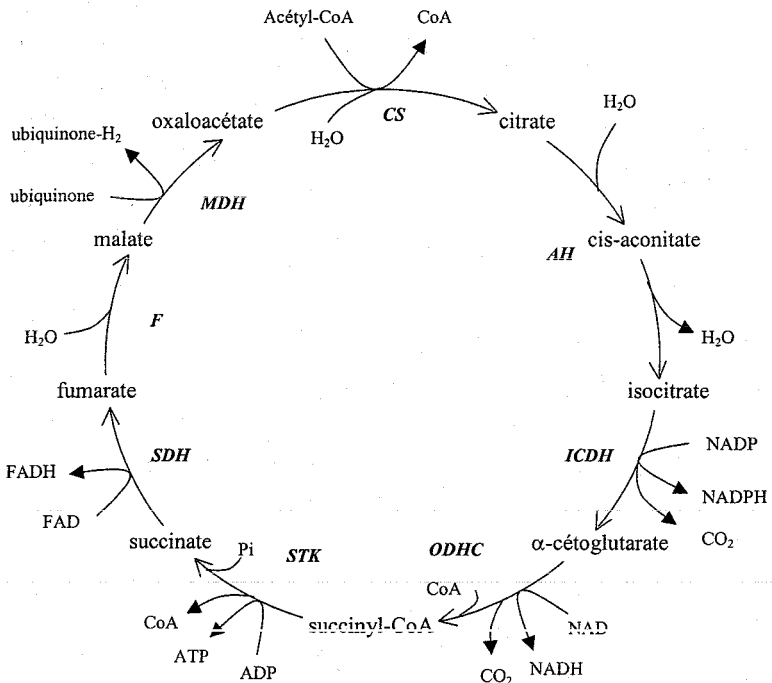 Acétyl-CoA
CoA
H₂O
CS
oxaloacétate
citrate
H₂O
ubiquinone-H₂
ubiquinone
MDH
malate
AH
cis-aconitate
F
H₂O
H₂O
fumarate
isocitrate
SDH
ICDH
NADP
FADH
NADPH
FAD
CO₂
succinate
Pi
STK
ODHC
α-cétoglutarate
CoA
CoA
succinyl-CoA
NAD
ATP
ADP
CO₂
NADH